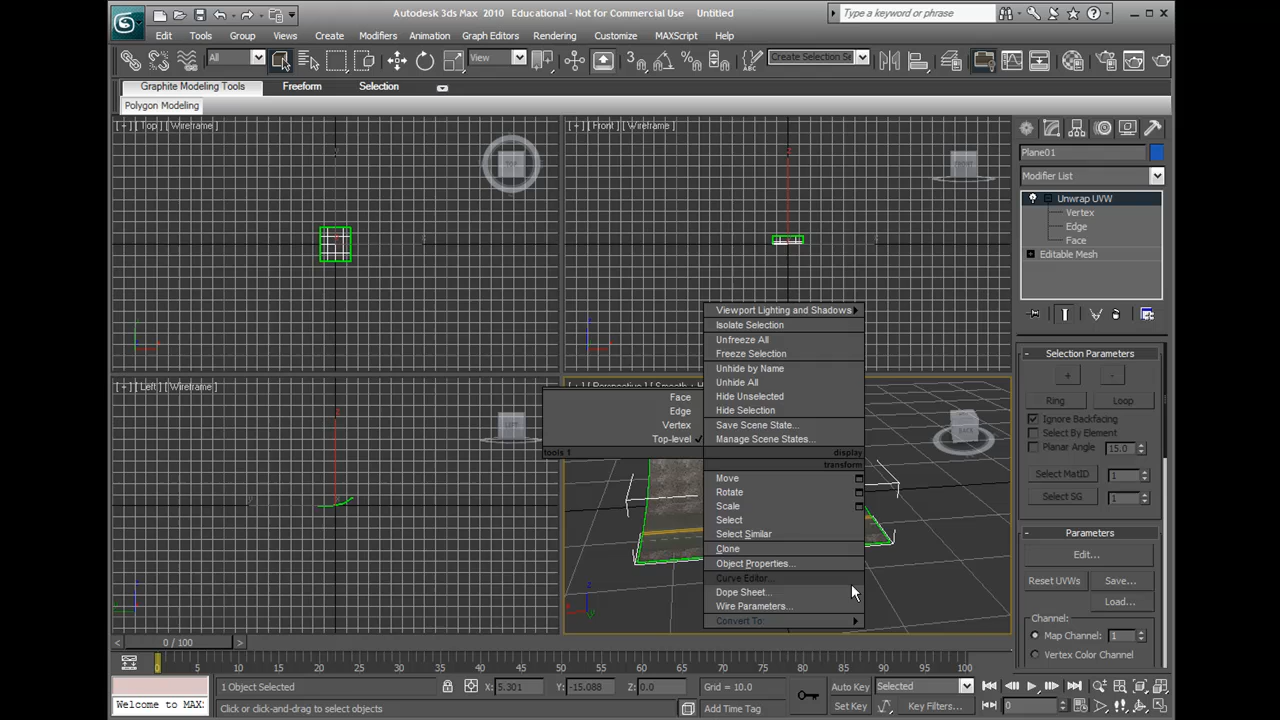 Autodesk 3ds Max 2010 Educational - Not for Commercial Use Untitled
Type a keyword or phrase
Edit Tools Group Views Create Modifiers Animation Graph Editors Rendering Customize MAXScript Help
All View Create Selection Se
Graphite Modeling Tools Freeform Selection
Polygon Modeling
[ + ] [ Top ] [ Wireframe ]
[ + ] [ Front ] [ Wireframe ]
TOP
FRONT
Plane01
Modifier List
Unwrap UVW
Vertex
Edge
Face
Editable Mesh
Viewport Lighting and Shadows
Isolate Selection
Unfreeze All
Freeze Selection
Unhide by Name
Unhide All
Hide Unselected
Hide Selection
Save Scene State...
Manage Scene States...
display
transform
Move
Rotate
Scale
Select
Select Similar
Clone
Object Properties...
Curve Editor...
Dope Sheet...
Wire Parameters...
Convert To:
Face
Edge
Vertex
Top-level
tools 1
[ + ] [ Left ] [ Wireframe ]
[ + ] [ Perspective ] [ Smooth + H
LEFT
BACK
Selection Parameters
+ -
Ring Loop
Ignore Backfacing
Select By Element
Planar Angle 15.0
Select MatID 1
Select SG 1
Parameters
Edit...
Reset UVWs Save...
Load...
Channel:
Map Channel: 1
Vertex Color Channel
0 / 100
0 5 10 15 20 25 30 35 40 45 50 55 60 65 70 75 80 85 90 95 100
1 Object Selected X: 5.301 Y: -15.088 Z: 0.0 Grid = 10.0 Auto Key Selected
Welcome to MAX: Click or click-and-drag to select objects Add Time Tag Set Key Key Filters... 0